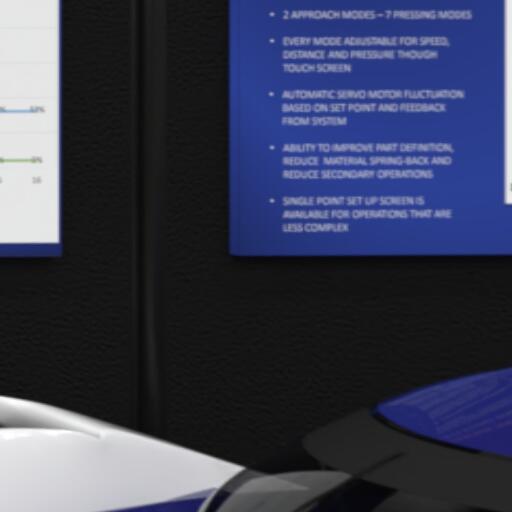 • 2 APPROACH MODES – 7 PRESSING MODES
• EVERY MODE ADJUSTABLE FOR SPEED,
DISTANCE AND PRESSURE THOUGH
TOUCH SCREEN
• AUTOMATIC SERVO MOTOR FLUCTUATION
BASED ON SET POINT AND FEEDBACK
FROM SYSTEM
• ABILITY TO IMPROVE PART DEFINITION,
REDUCE MATERIAL SPRING-BACK AND
REDUCE SECONDARY OPERATIONS
• SINGLE POINT SET UP SCREEN IS
AVAILABLE FOR OPERATIONS THAT ARE
LESS COMPLEX
16